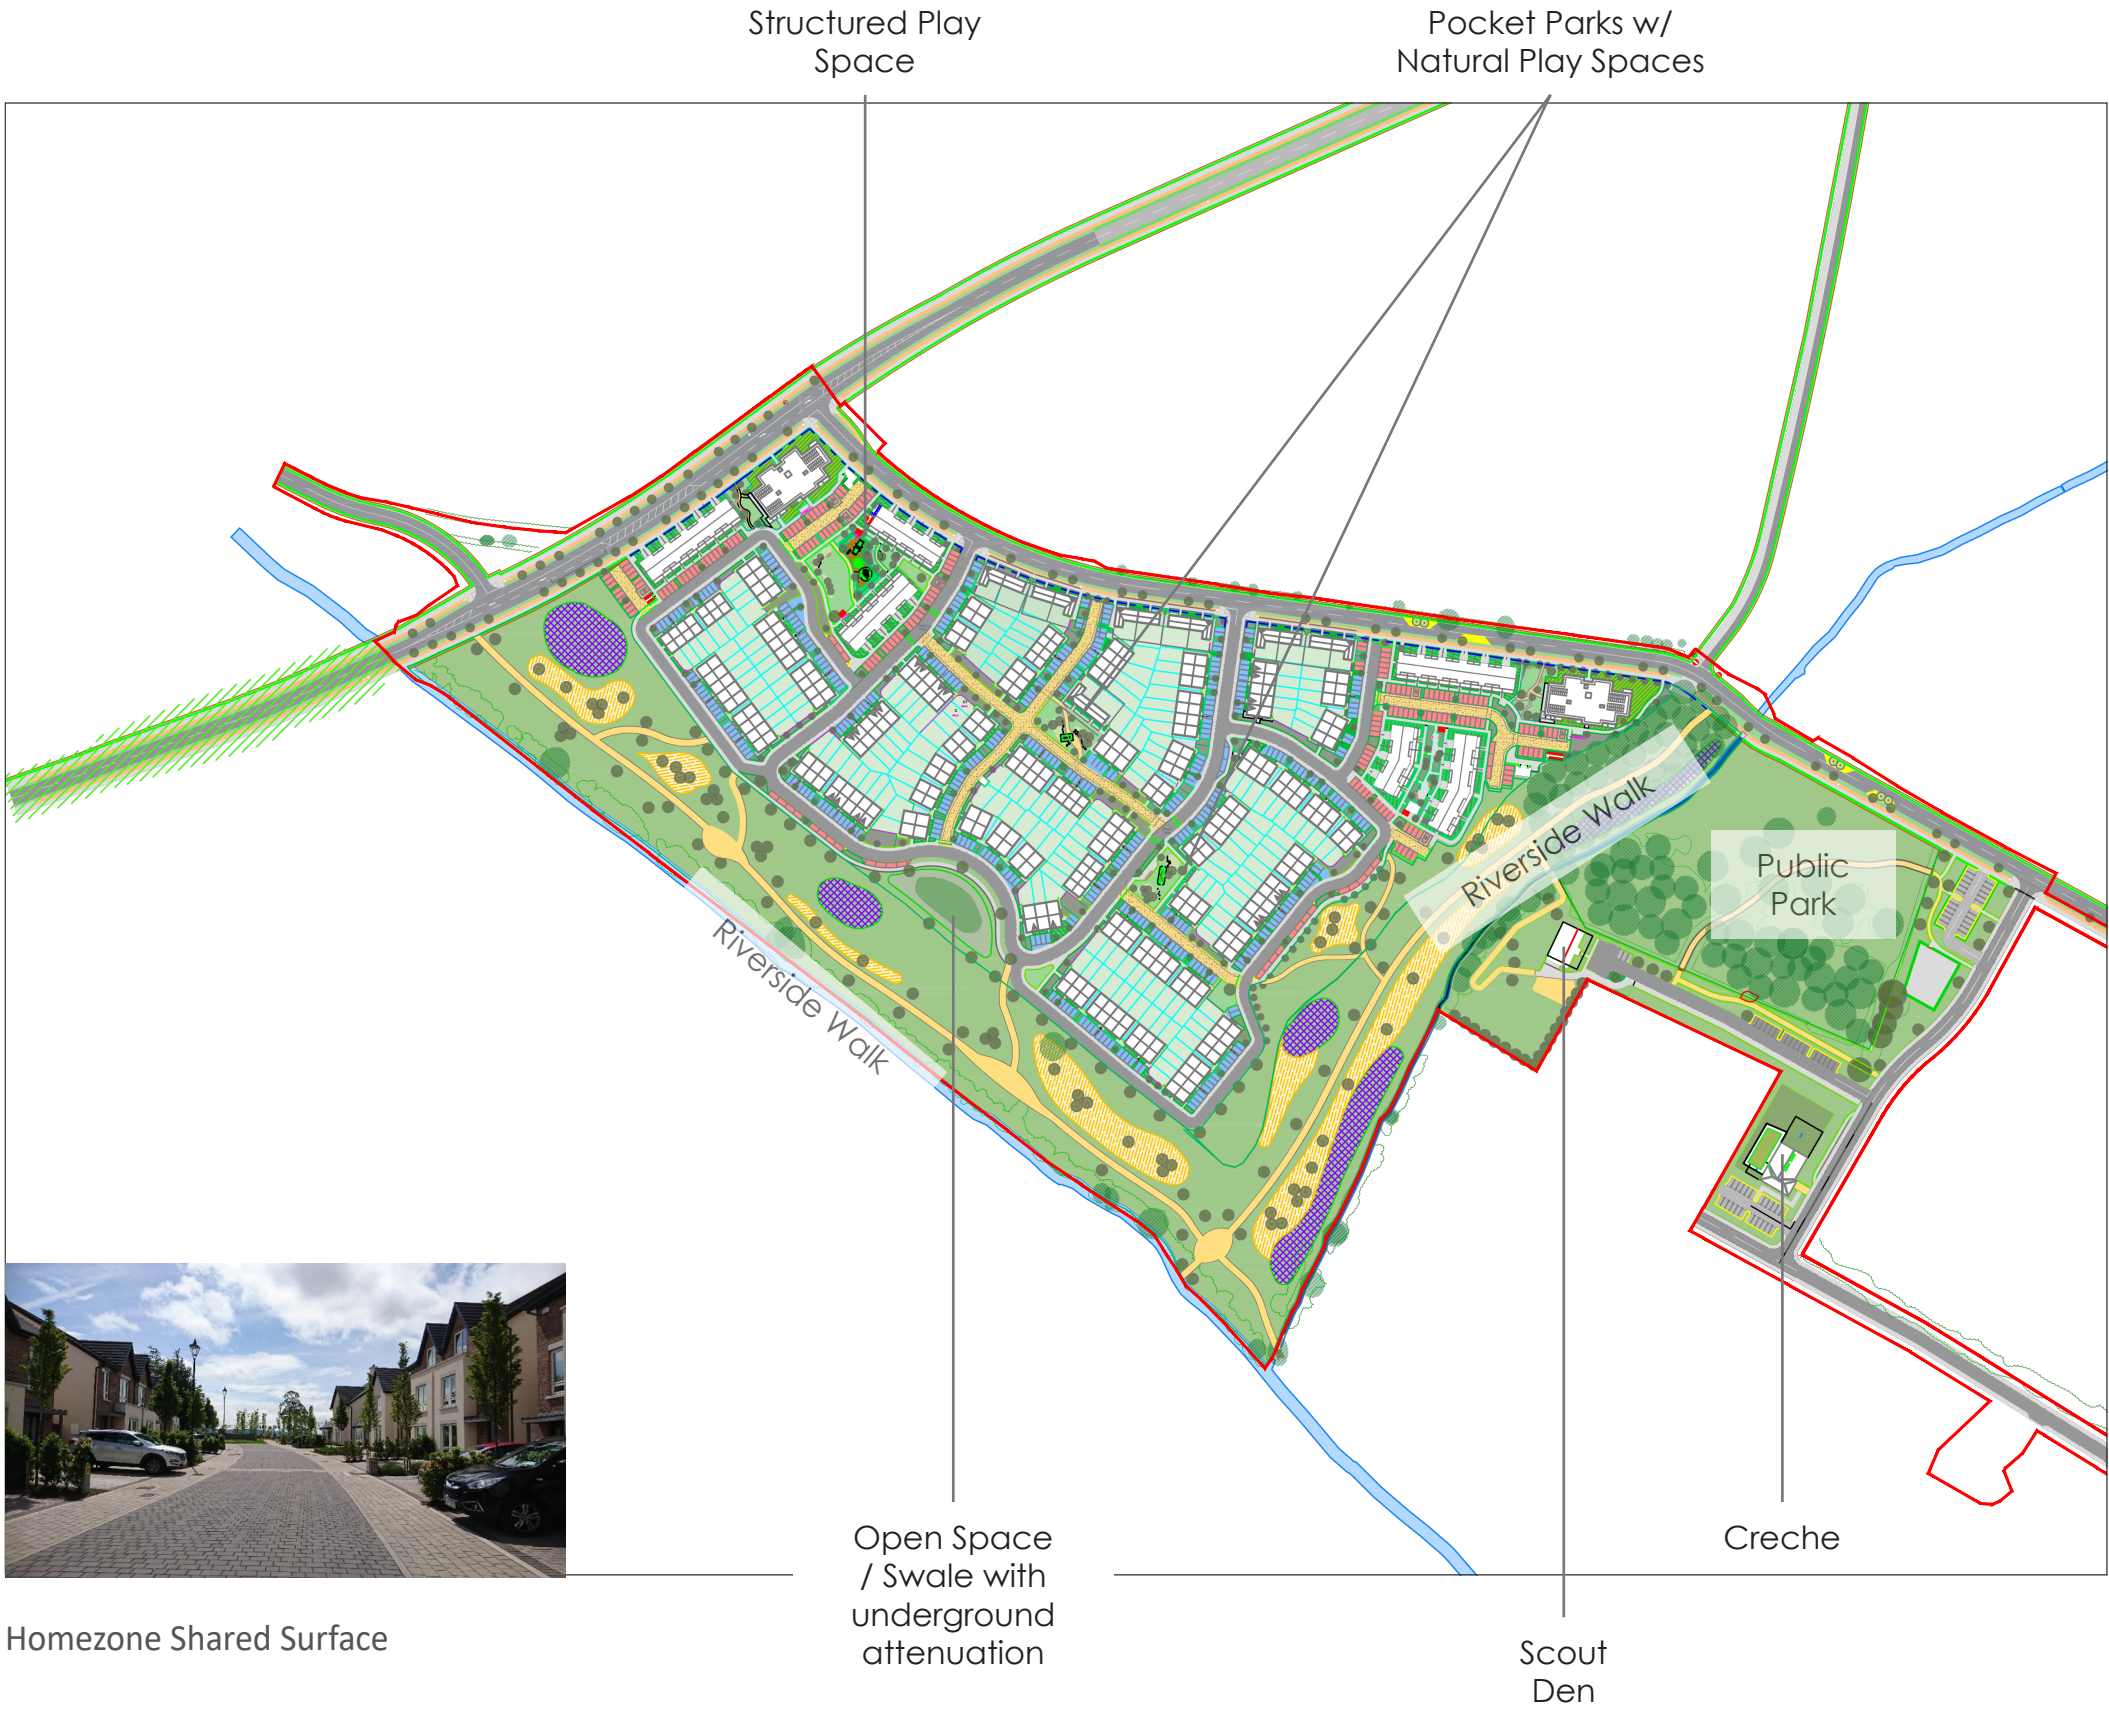 Structured Play
Space
Pocket Parks w/
Natural Play Spaces
Riverside Walk
Public
Park
Riverside Walk
Open Space
/ Swale with
underground
attenuation
Creche
Scout
Den
Homezone Shared Surface